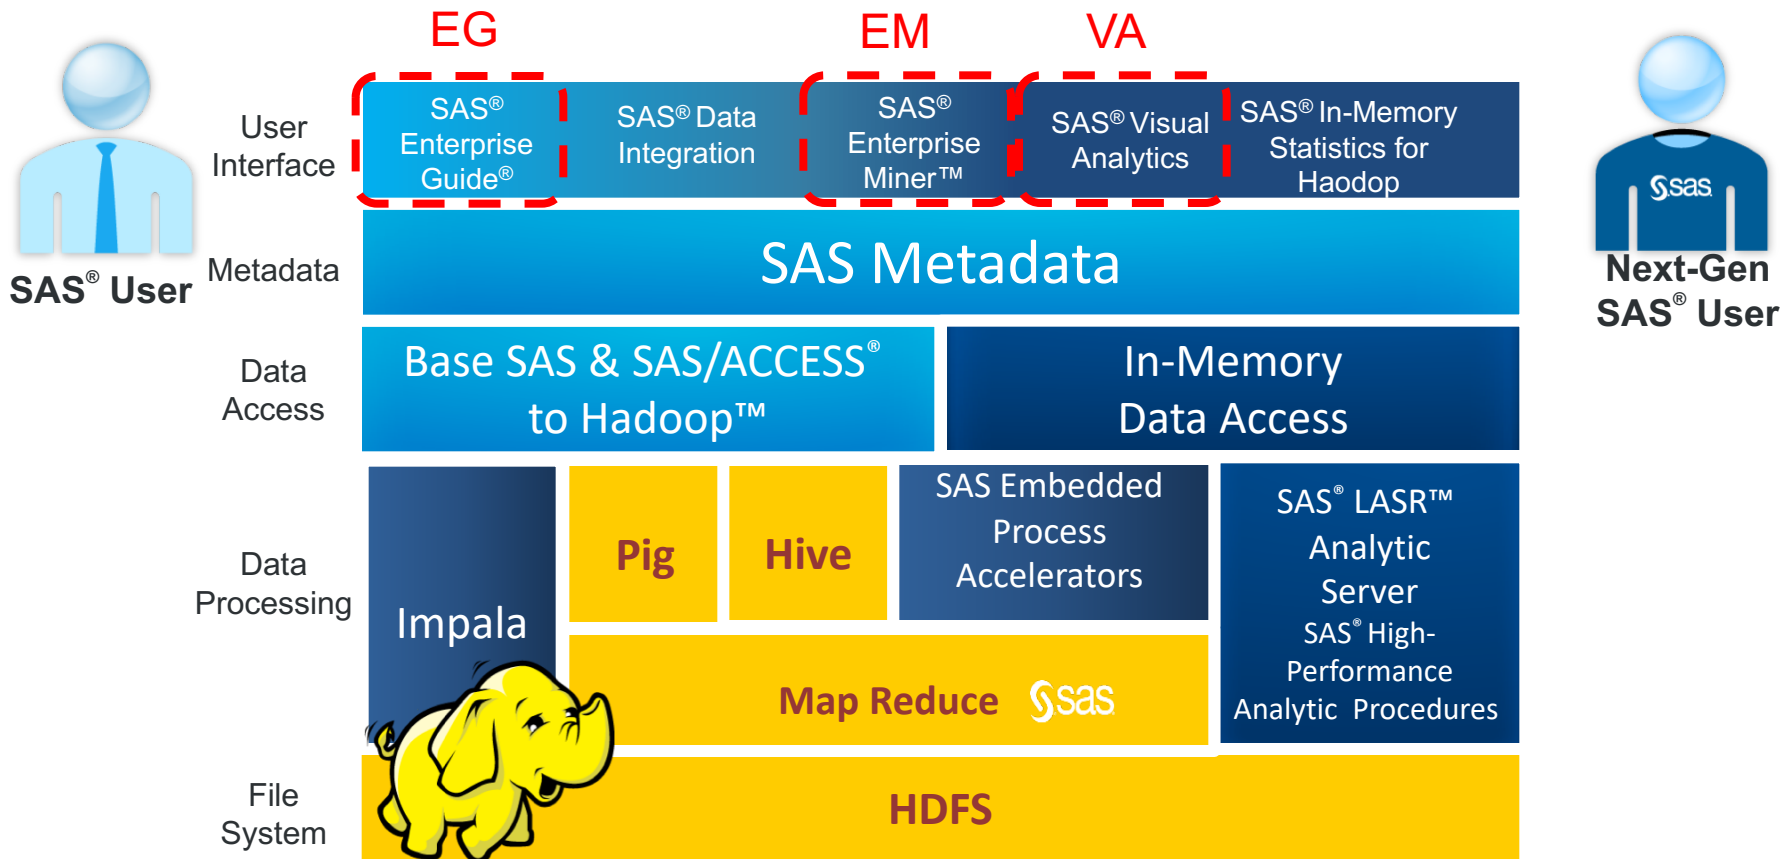 EG
EM
VA
User
Interface
SAS®
Enterprise
Guide®
SAS® Data
Integration
SAS®
Enterprise
Miner™
SAS® Visual
Analytics
SAS® In-Memory
Statistics for
Haodop
SAS® User
Metadata
SAS Metadata
sas
Next-Gen
SAS® User
Data
Access
Base SAS & SAS/ACCESS®
to Hadoop™
In-Memory
Data Access
Data
Processing
Impala
Pig
Hive
SAS Embedded
Process
Accelerators
Map Reduce sas
SAS® LASR™
Analytic
Server
SAS® High-
Performance
Analytic Procedures
File
System
HDFS